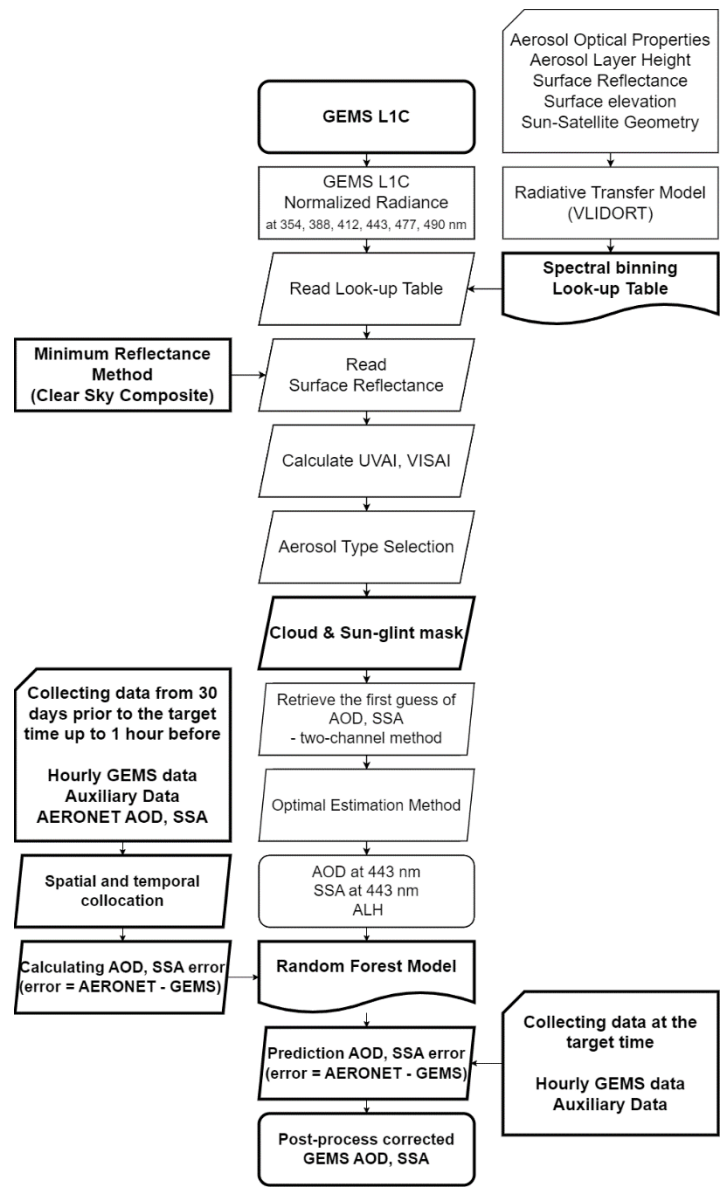 Aerosol Optical Properties
Aerosol Layer Height
Surface Reflectance
Surface elevation
Sun-Satellite Geometry
GEMS L1C
GEMS L1C
Normalized Radiance
at 354, 388, 412, 443, 477, 490 nm
Radiative Transfer Model
(VLIDORT)
Read Look-up Table
Spectral binning
Look-up Table
Minimum Reflectance
Method
(Clear Sky Composite)
Read
Surface Reflectance
Calculate UVAI, VISAI
Aerosol Type Selection
Cloud & Sun-glint mask
Collecting data from 30
days prior to the target
time up to 1 hour before
Hourly GEMS data
Auxiliary Data
AERONET AOD, SSA
Retrieve the first guess of
AOD, SSA
- two-channel method
Optimal Estimation Method
Spatial and temporal
collocation
AOD at 443 nm
SSA at 443 nm
ALH
Calculating AOD, SSA error
(error = AERONET - GEMS)
Random Forest Model
Prediction AOD, SSA error
(error = AERONET - GEMS)
Collecting data at the
target time
Hourly GEMS data
Auxiliary Data
Post-process corrected
GEMS AOD, SSA